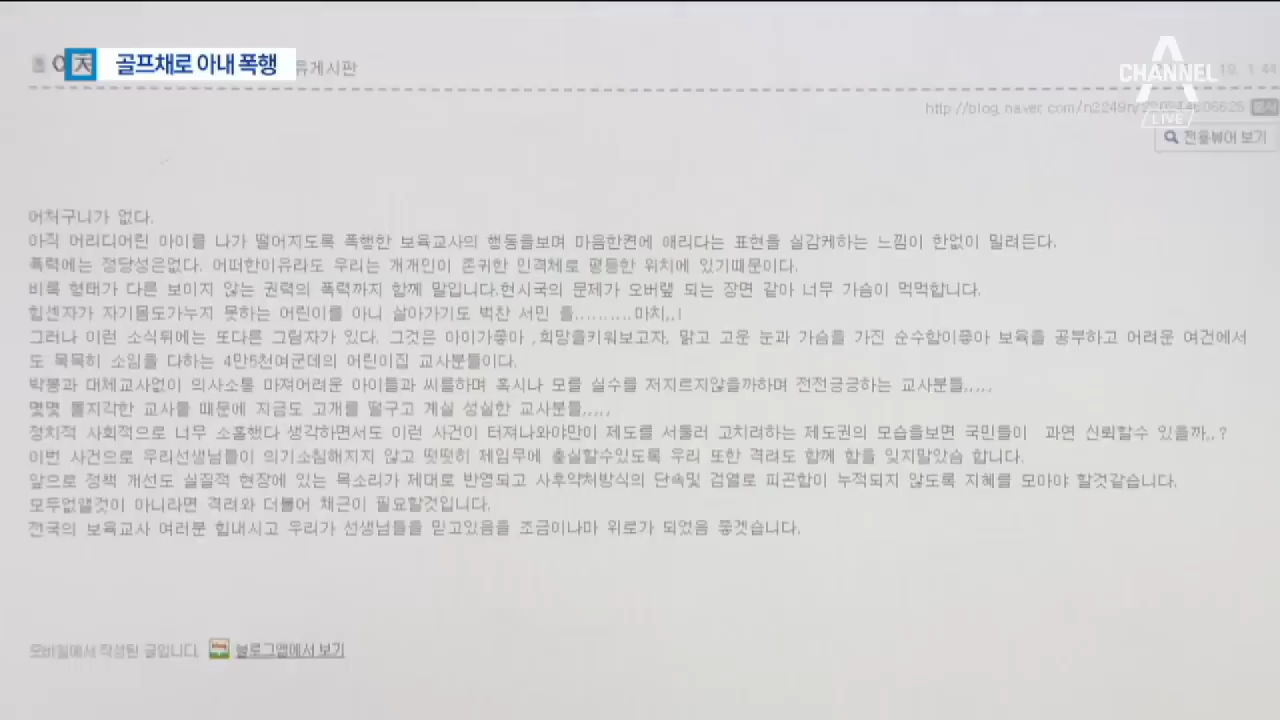 골프채로 아내 폭행
유게시판
CHANNEL A
LIVE
19. 1:44
전용뷰어 보기
어처구니가 없다.
아직 어리디어린 아이를 나가 떨어지도록 폭행한 보육교사의 행동을보며 마음한켠에 애리다는 표현을 실감케하는 느낌이 한없이 밀려든다.
폭력에는 정당성은없다. 어떠한이유라도 우리는 개개인이 존귀한 인격체로 평등한 위치에 있기때문이다.
비록 형태가 다른 보이지 않는 권력의 폭력까지 함께 말입니다.현시국의 문제가 오버랲 되는 장면 같아 너무 가슴이 먹먹합니다.
힘센자가 자기몸도가누지 못하는 어린이를 아니 살아가기도 벅찬 서민 들..........마치,,!
그러나 이런 소식뒤에는 또다른 그림자가 있다. 그것은 아이가좋아 ,희망을키워보고자, 맑고 고운 눈과 가슴을 가진 순수함이좋아 보육을 공부하고 어려운 여건에서
도 묵묵히 소임을 다하는 4만5천여군데의 어린이집 교사분들이다.
박봉과 대체교사없이 의사소통 마져어려운 아이들과 씨름하며 혹시나 모를 실수를 저지르지않을까하며 전전긍긍하는 교사분들,,,,,
몇몇 몰지각한 교사들 때문에 지금도 고개를 떨구고 계실 성실한 교사분들,,,,,
정치적 사회적으로 너무 소홀했다 생각하면서도 이런 사건이 터져나와야만이 제도를 서둘러 고치려하는 제도권의 모습을보면 국민들이 과연 신뢰할수 있을까,,?
이번 사건으로 우리선생님들이 의기소침해지지 않고 떳떳히 제임무에 충실할수있도록 우리 또한 격려도 함께 함을 잊지말았슴 합니다.
앞으로 정책 개선도 실질적 현장에 있는 목소리가 제대로 반영되고 사후약처방식의 단속및 검열로 피곤함이 누적되지 않도록 지혜를 모아야 할것같습니다.
모두없앨것이 아니라면 격려와 더불어 채근이 필요할것입니다.
전국의 보육교사 여러분 힘내시고 우리가 선생님들을 믿고있음을 조금이나마 위로가 되었음 좋겟습니다.
모바일에서 작성된 글입니다. 블로그앱에서 보기